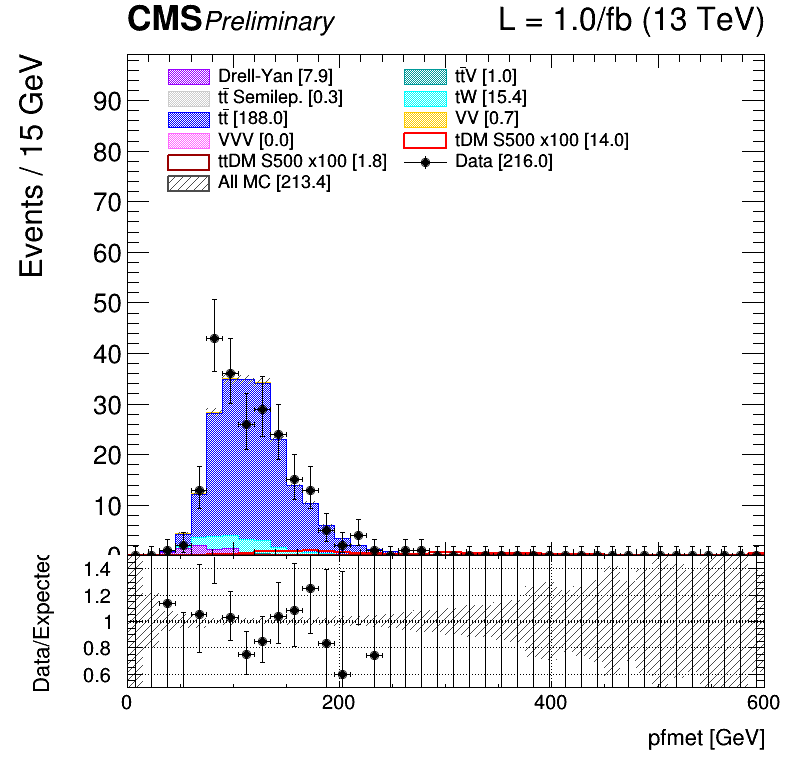 CMS Preliminary L = 1.0/fb (13 TeV)
Events / 15 GeV
Drell-Yan [7.9] tt̄V [1.0]
tt̄ Semilep. [0.3] tW [15.4]
tt̄ [188.0] VV [0.7]
VVV [0.0] tDM S500 x100 [14.0]
ttDM S500 x100 [1.8] Data [216.0]
All MC [213.4]
90
80
70
60
50
40
30
20
10
0
Data/Expected
1.4
1.2
1
0.8
0.6
0 200 400 600
pfmet [GeV]